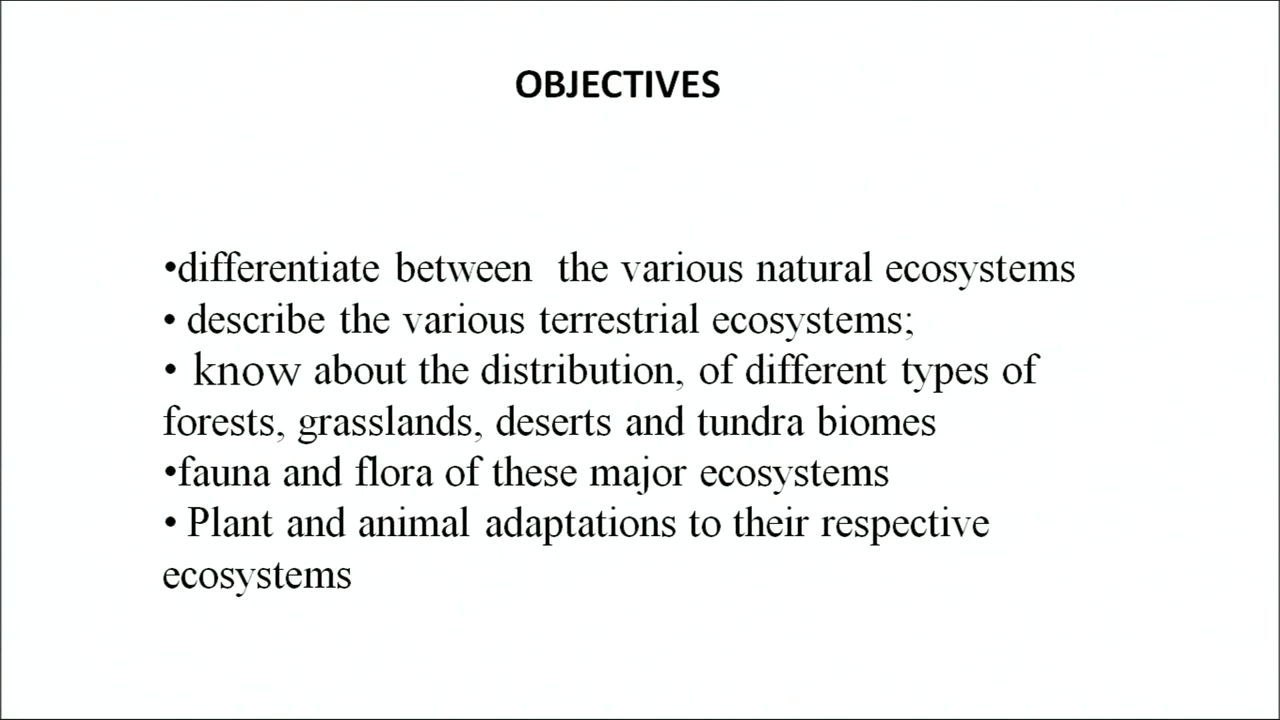 OBJECTIVES
•differentiate between the various natural ecosystems
• describe the various terrestrial ecosystems;
• know about the distribution, of different types of
forests, grasslands, deserts and tundra biomes
•fauna and flora of these major ecosystems
• Plant and animal adaptations to their respective
ecosystems